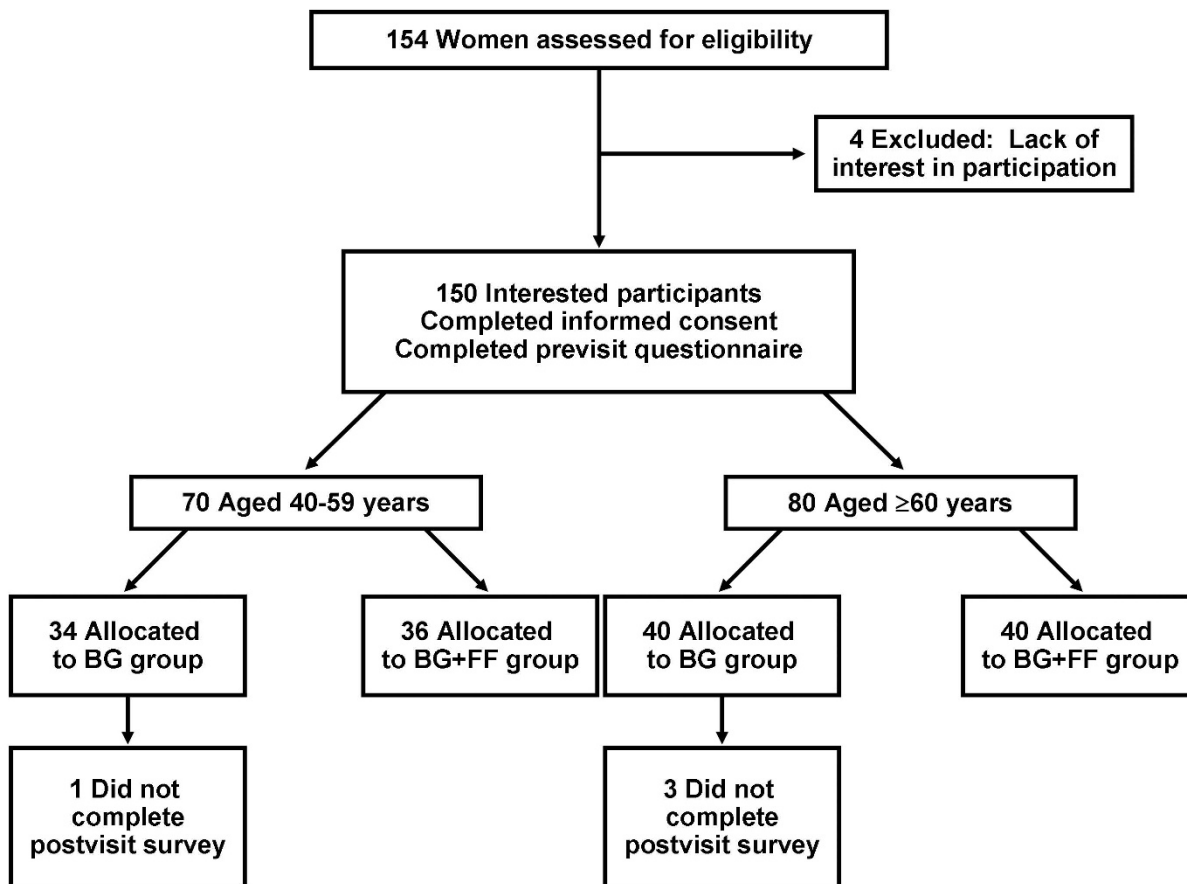 154 Women assessed for eligibility
4 Excluded: Lack of
interest in participation
150 Interested participants
Completed informed consent
Completed previsit questionnaire
70 Aged 40-59 years
80 Aged ≥60 years
34 Allocated
to BG group
36 Allocated
to BG+FF group
40 Allocated
to BG group
40 Allocated
to BG+FF group
1 Did not
complete
postvisit survey
3 Did not
complete
postvisit survey